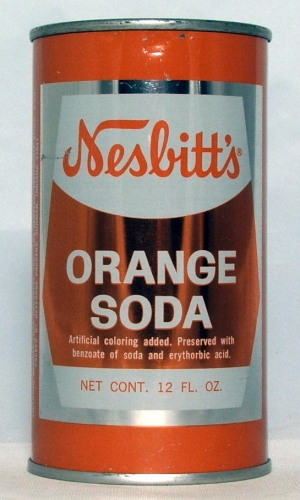 Nesbitt's®
ORANGE
SODA
Artificial coloring added. Preserved with
benzoate of soda and erythorbic acid.
NET CONT. 12 FL. OZ.